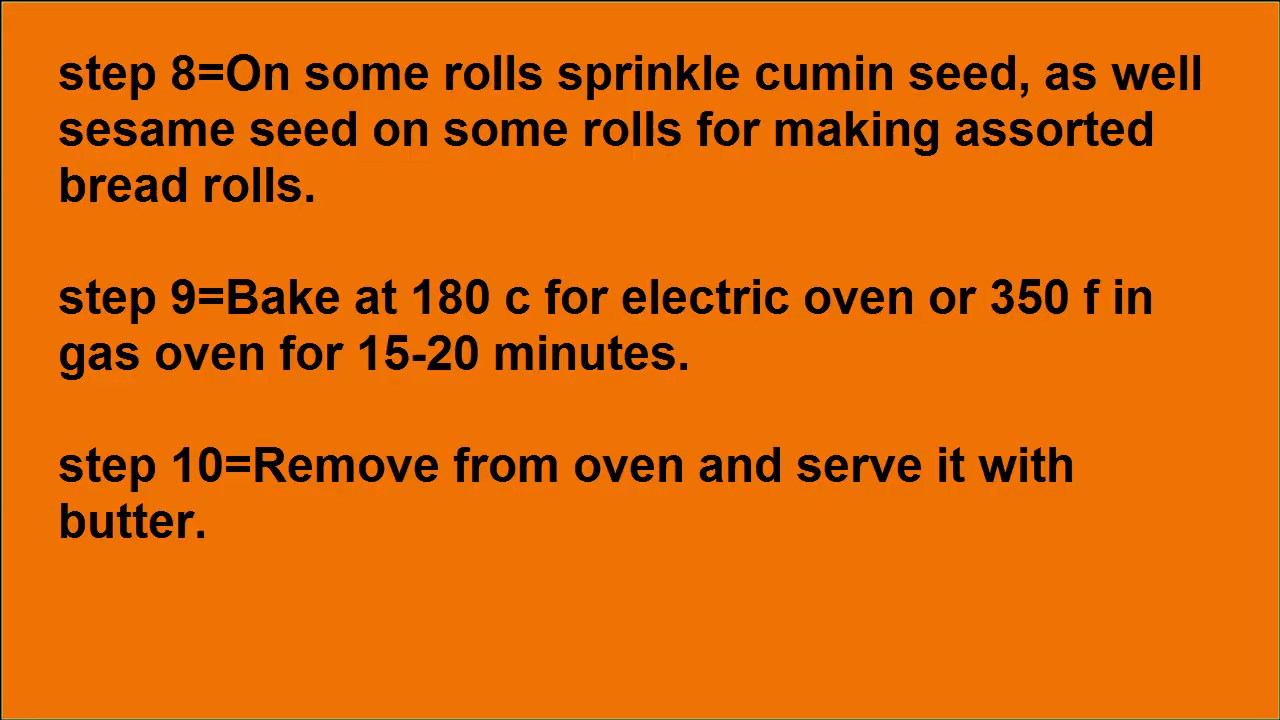 step 8=On some rolls sprinkle cumin seed, as well
sesame seed on some rolls for making assorted
bread rolls.
step 9=Bake at 180 c for electric oven or 350 f in
gas oven for 15-20 minutes.
step 10=Remove from oven and serve it with
butter.